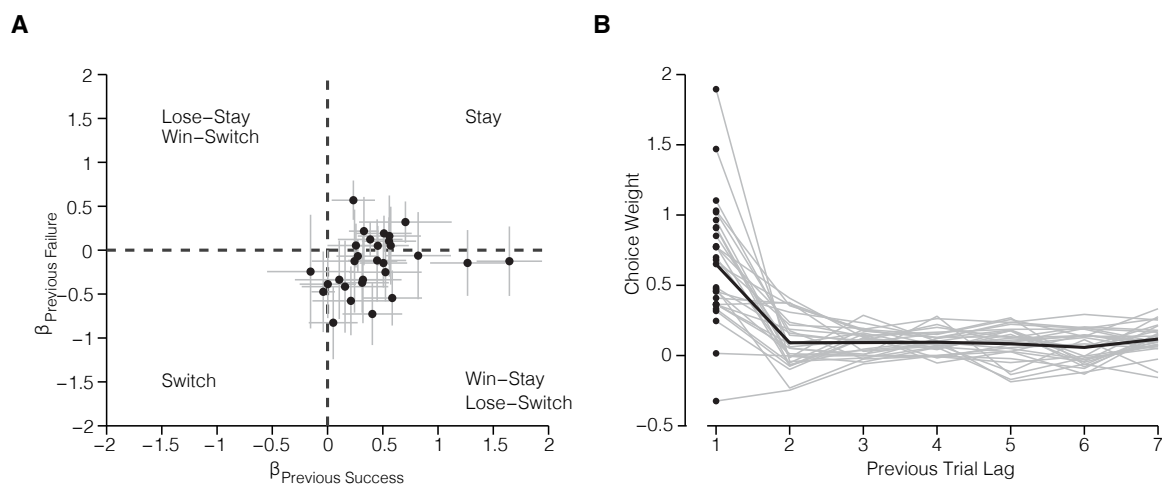 A
B
2
1.5
1
0.5
0
−0.5
−1
−1.5
−2
−2
−1.5
−1
−0.5
0
0.5
1
1.5
2
Lose−Stay
Win−Switch
Stay
Switch
Win−Stay
Lose−Switch
β Previous Failure
β Previous Success
2
1.5
1
0.5
0
−0.5
1
2
3
4
5
6
7
Choice Weight
Previous Trial Lag